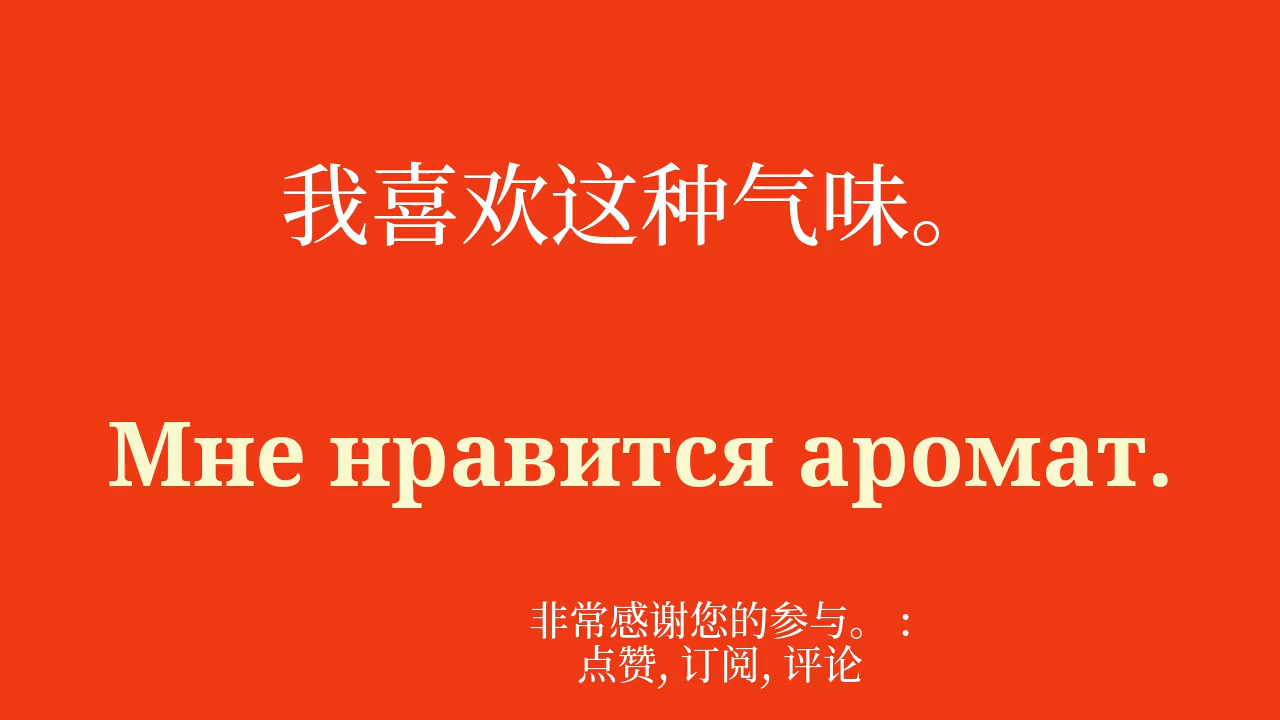 我喜欢这种气味。
Мне нравится аромат.
非常感谢您的参与。 :
点赞, 订阅, 评论